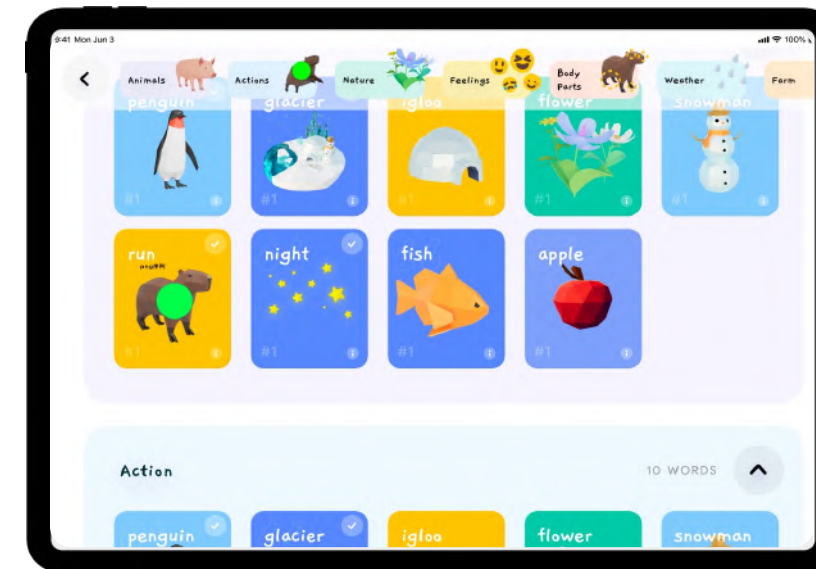 9:41 Mon Jun 3
100%
Animals
Actions
Nature
Feelings
Body
Parts
Weather
Farm
penguin
glacier
igloo
flower
snowman
#1
#1
#1
#1
#1
run
night
fish
apple
#1
#1
#1
#1
Action
10 WORDS
penguin
glacier
igloo
flower
snowman